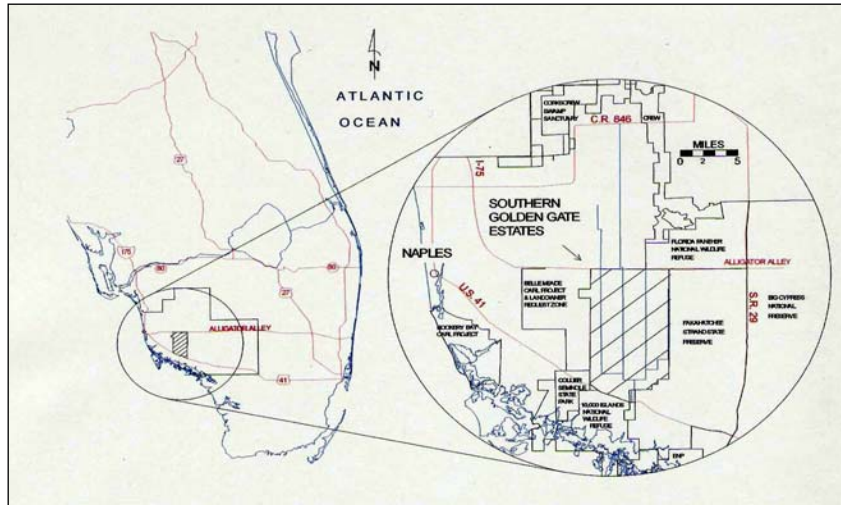 N
ATLANTIC
OCEAN
27
175
80
80
27
ALLIGATOR ALLEY
41
CORKSCREW
SWAMP
SANCTUARY
C.R. 846
CREW
MILES
0 2 5
I-75
SOUTHERN
GOLDEN GATE
ESTATES
NAPLES
FLORIDA PANTHER
NATIONAL WILDLIFE
REFUGE
ALLIGATOR ALLEY
BELLE MEADE
CARL PROJECT
& LANDOWNER
REQUEST ZONE
U.S. 41
S.R. 29
BIG CYPRESS
NATIONAL
PRESERVE
FAKAHATCHEE
STRAND STATE
PRESERVE
ROOKERY BAY
CARL PROJECT
COLLIER
SEMINOLE
STATE
PARK
10,000 ISLANDS
NATIONAL
WILDLIFE
REFUGE
ENP